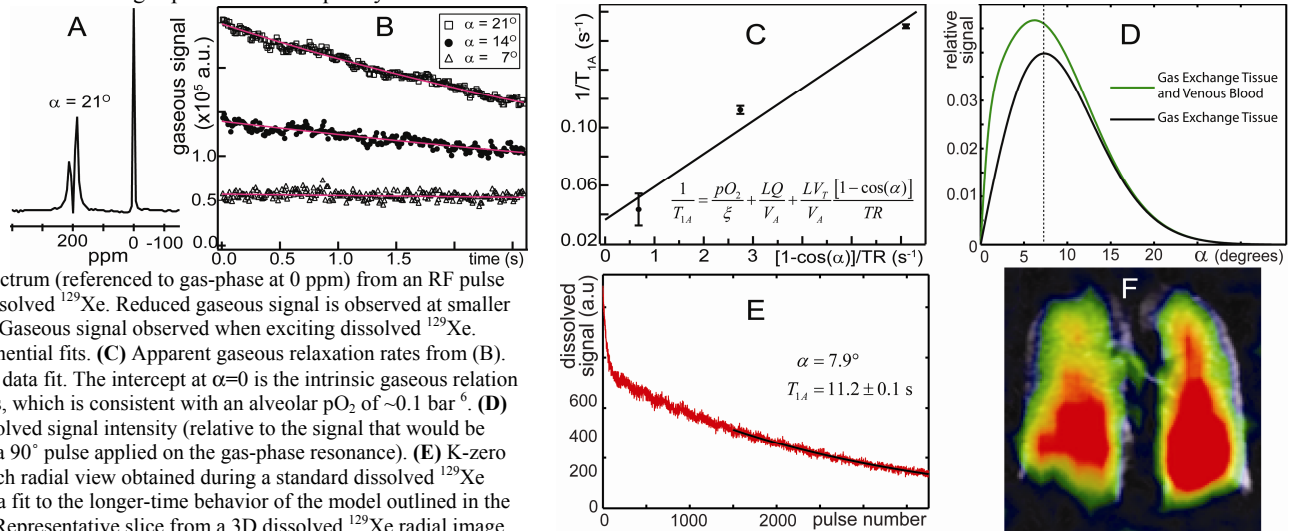 A
α = 21°
200 0 -100
ppm
B
gaseous signal
(x10⁵ a.u.)
α = 21°
α = 14°
α = 7°
1.0
0.5
0.0
0.0 0.5 1.0 1.5 time (s)
C
1/T1A (s⁻¹)
0.10
0.06
0.02
1/T1A = pO2/ξ + LQ/VA + LVT/VA [1−cos(α)]/TR
0 1 2 3 [1-cos(α)]/TR (s⁻¹)
D
relative
signal
0.03
0.02
0.01
0
Gas Exchange Tissue
and Venous Blood
Gas Exchange Tissue
0 5 10 15 20 α (degrees)
ectrum (referenced to gas-phase at 0 ppm) from an RF pulse
solved ¹²⁹Xe. Reduced gaseous signal is observed at smaller
Gaseous signal observed when exciting dissolved ¹²⁹Xe.
nential fits. (C) Apparent gaseous relaxation rates from (B).
data fit. The intercept at α=0 is the intrinsic gaseous relation
s, which is consistent with an alveolar pO₂ of ~0.1 bar ⁶. (D)
olved signal intensity (relative to the signal that would be
a 90˚ pulse applied on the gas-phase resonance). (E) K-zero
ch radial view obtained during a standard dissolved ¹²⁹Xe
a fit to the longer-time behavior of the model outlined in the
Representative slice from a 3D dissolved ¹²⁹Xe radial image
E
dissolved
signal (a.u)
α = 7.9°
T1A = 11.2 ± 0.1 s
600
400
200
0
0 1000 2000 pulse number
F